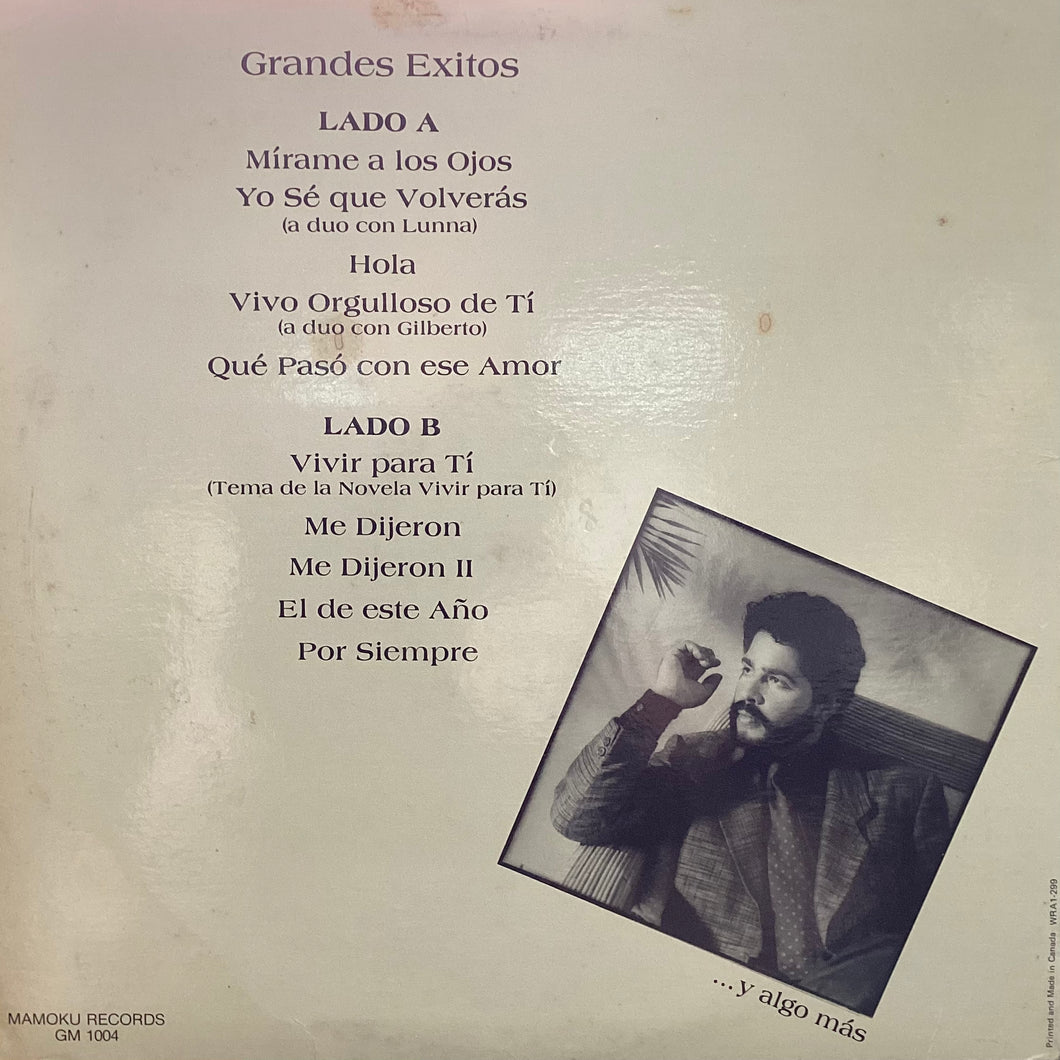 Grandes Exitos
LADO A
Mírame a los Ojos
Yo Sé que Volverás
(a duo con Lunna)
Hola
Vivo Orgulloso de Tí
(a duo con Gilberto)
Qué Pasó con ese Amor
LADO B
Vivir para Tí
(Tema de la Novela Vivir para Tí)
Me Dijeron
Me Dijeron II
El de este Año
Por Siempre
...y algo más
MAMOKU RECORDS
GM 1004
Printed and Made in Canada WRA1-299